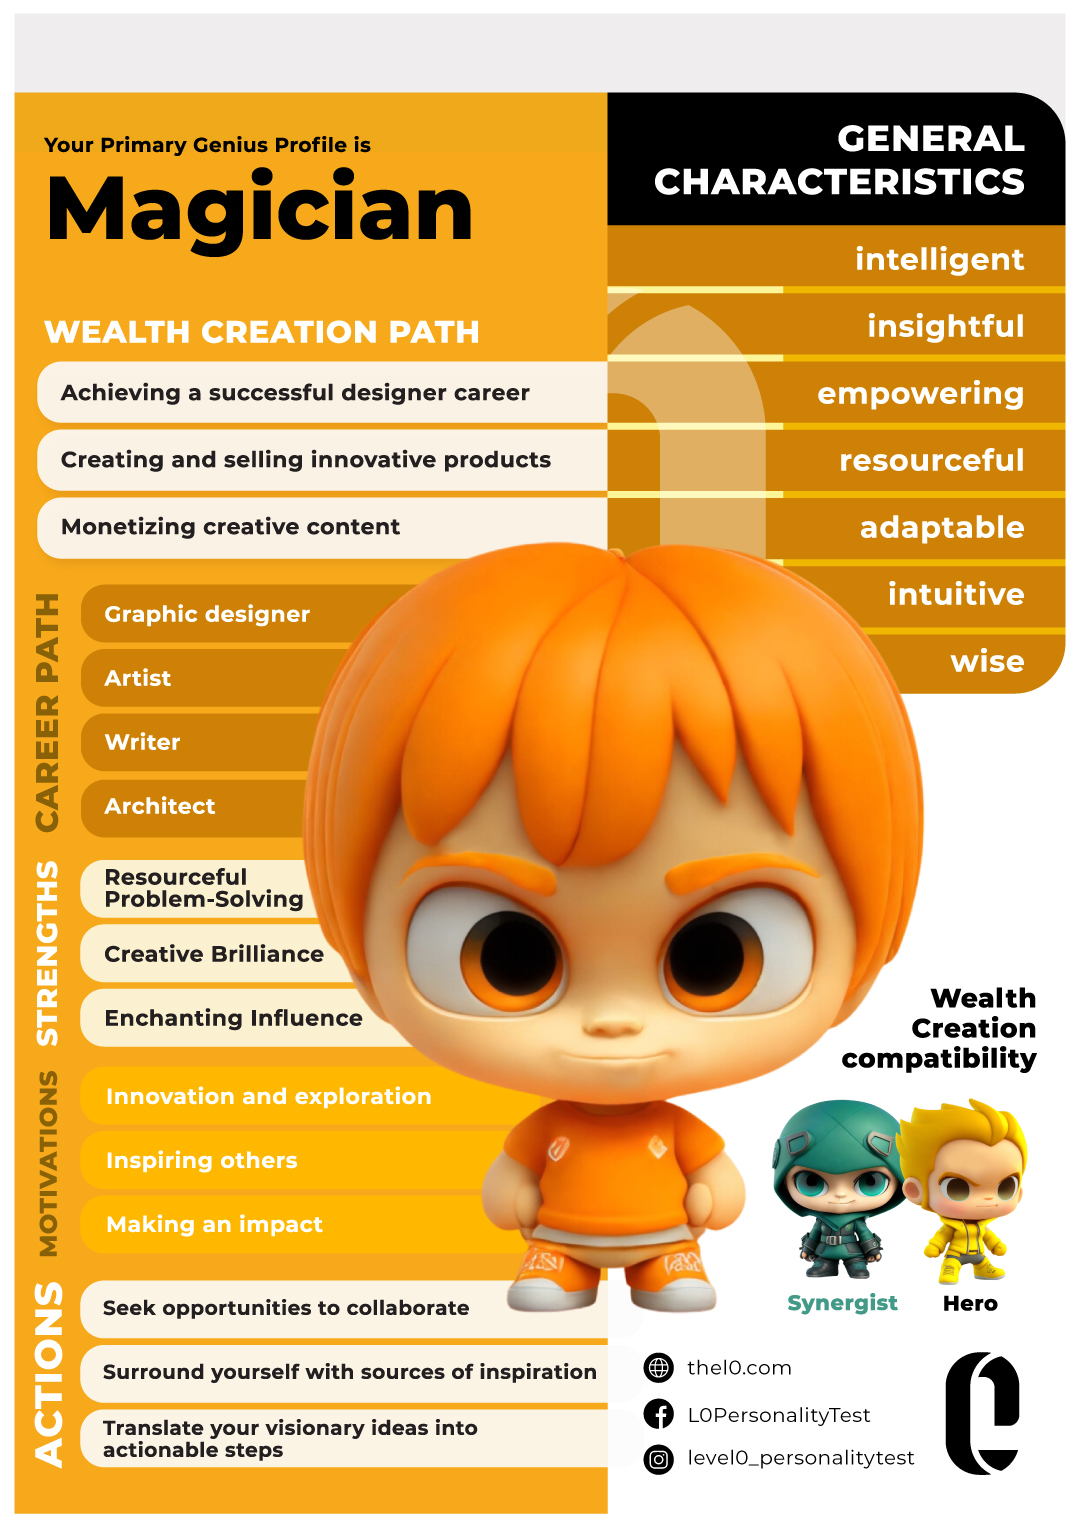 Your Primary Genius Profile is
Magician
WEALTH CREATION PATH
Achieving a successful designer career
Creating and selling innovative products
Monetizing creative content
CAREER PATH
Graphic designer
Artist
Writer
Architect
STRENGTHS
Resourceful
Problem-Solving
Creative Brilliance
Enchanting Influence
MOTIVATIONS
Innovation and exploration
Inspiring others
Making an impact
ACTIONS
Seek opportunities to collaborate
Surround yourself with sources of inspiration
Translate your visionary ideas into
actionable steps
GENERAL
CHARACTERISTICS
intelligent
insightful
empowering
resourceful
adaptable
intuitive
wise
Wealth
Creation
compatibility
Synergist
Hero
thel0.com
L0PersonalityTest
level0_personalitytest